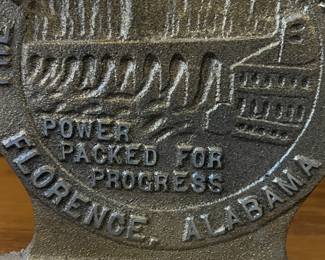 POWER
PACKED FOR
PROGRESS
FLORENCE, ALABAMA